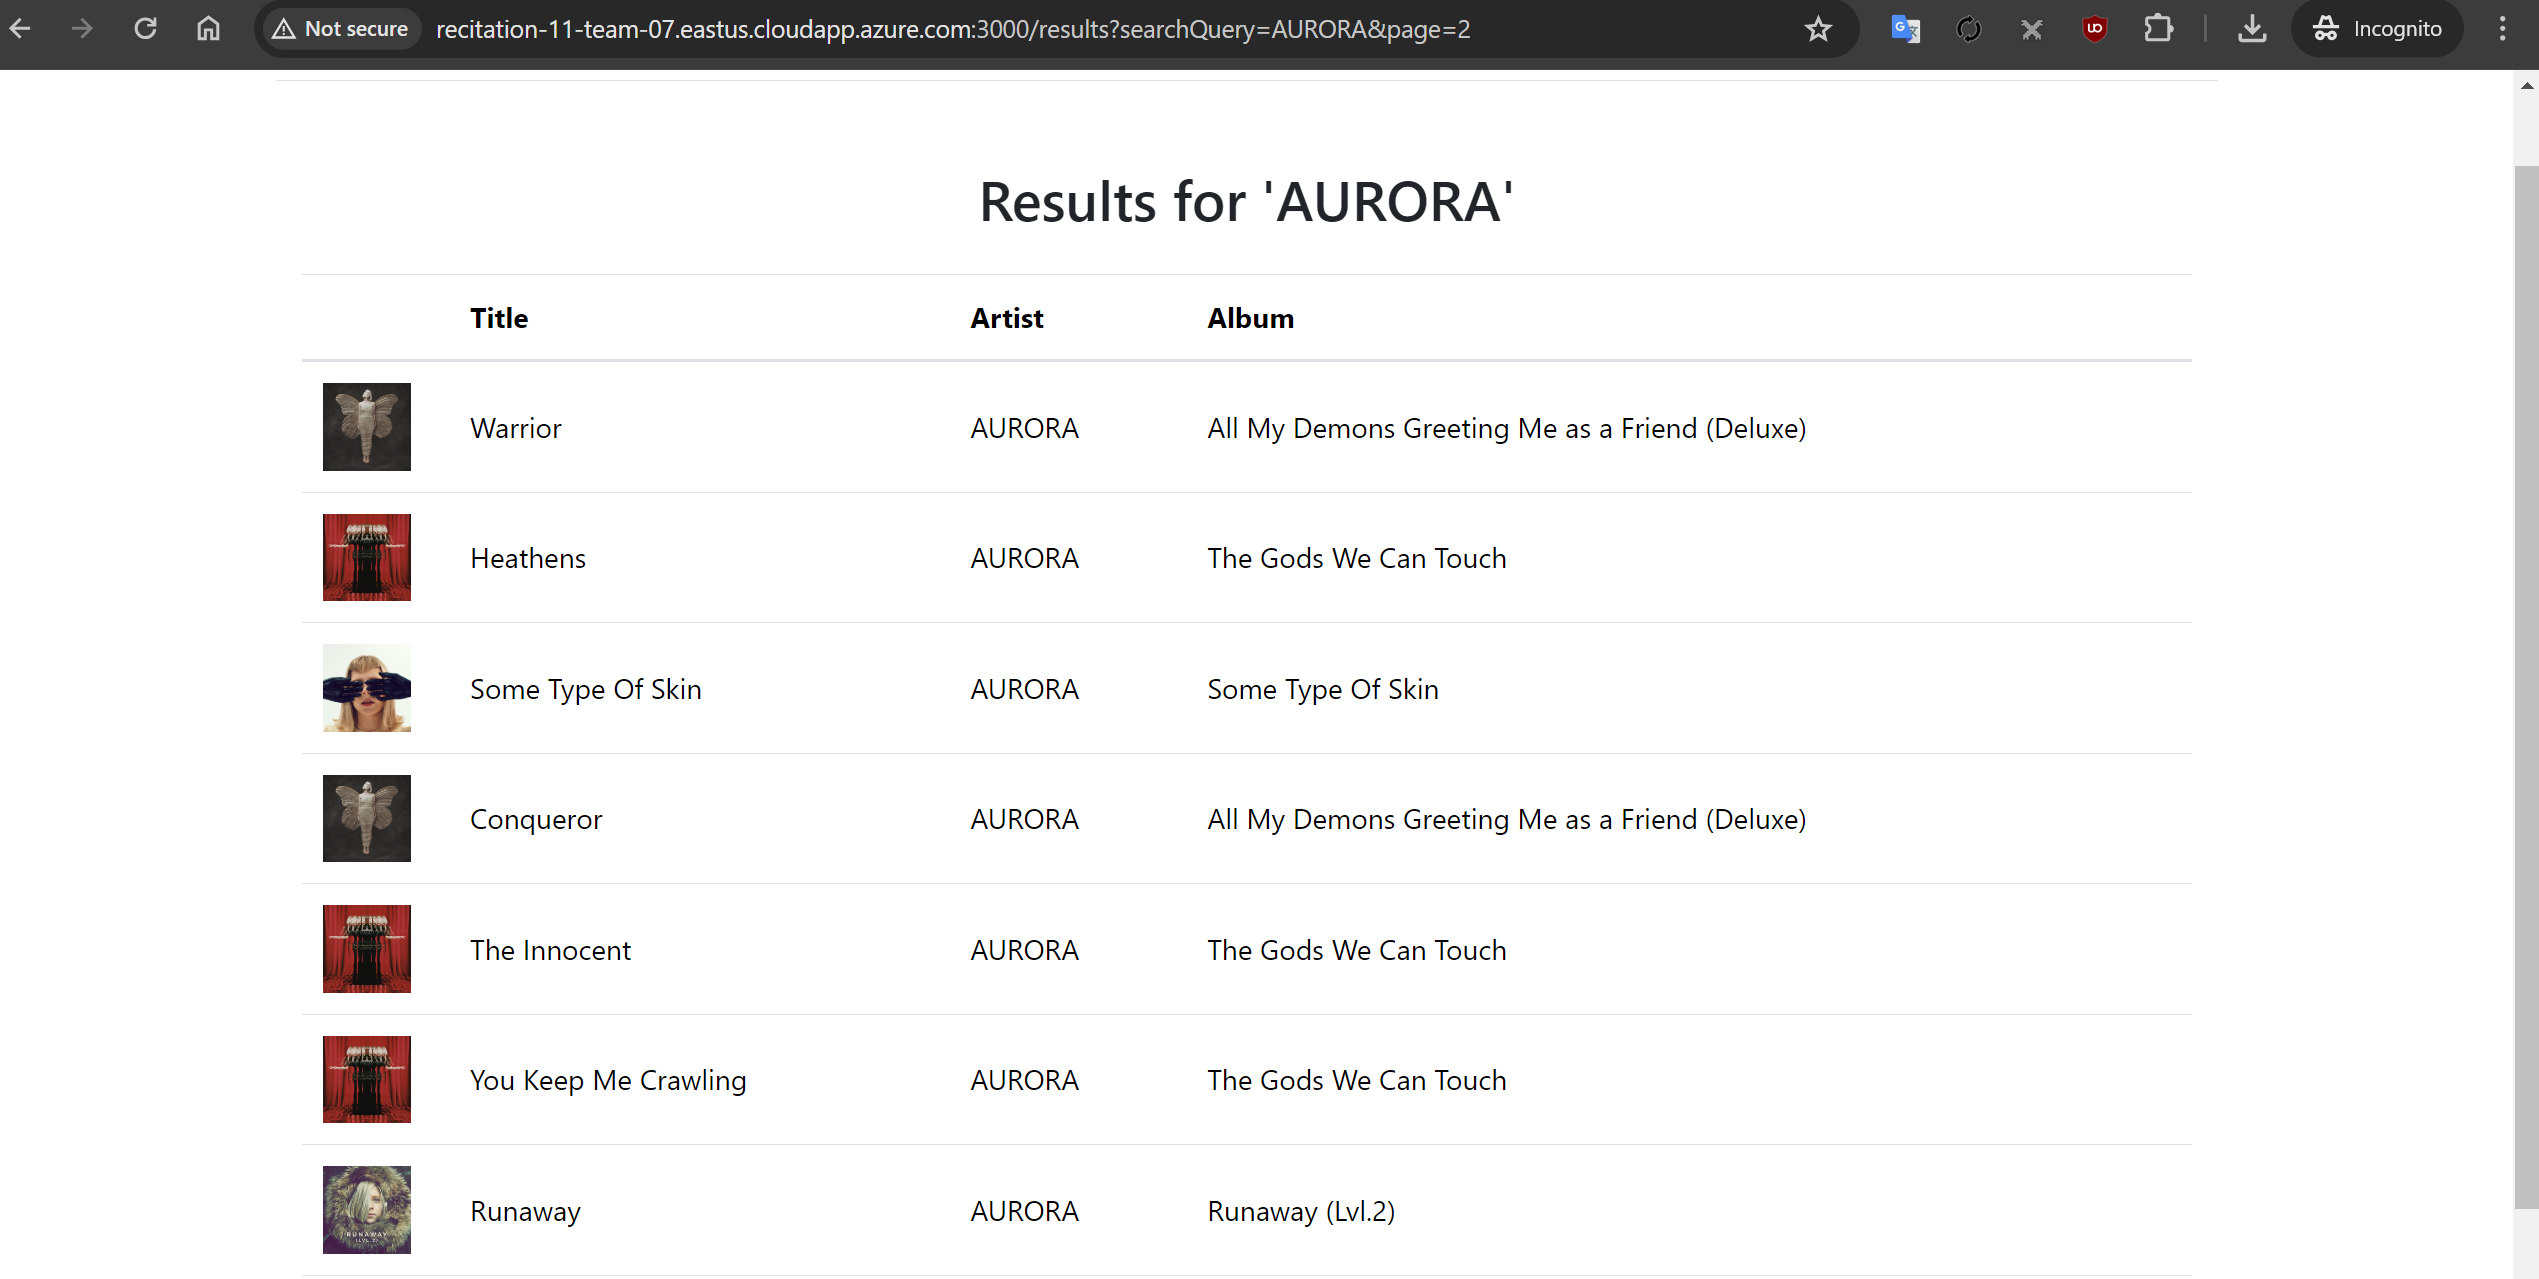 Not secure recitation-11-team-07.eastus.cloudapp.azure.com:3000/results?searchQuery=AURORA&page=2 Incognito
Results for 'AURORA'
Title Artist Album
Warrior AURORA All My Demons Greeting Me as a Friend (Deluxe)
Heathens AURORA The Gods We Can Touch
Some Type Of Skin AURORA Some Type Of Skin
Conqueror AURORA All My Demons Greeting Me as a Friend (Deluxe)
The Innocent AURORA The Gods We Can Touch
You Keep Me Crawling AURORA The Gods We Can Touch
Runaway AURORA Runaway (Lvl.2)
RUNAWAY
(LVL.2)